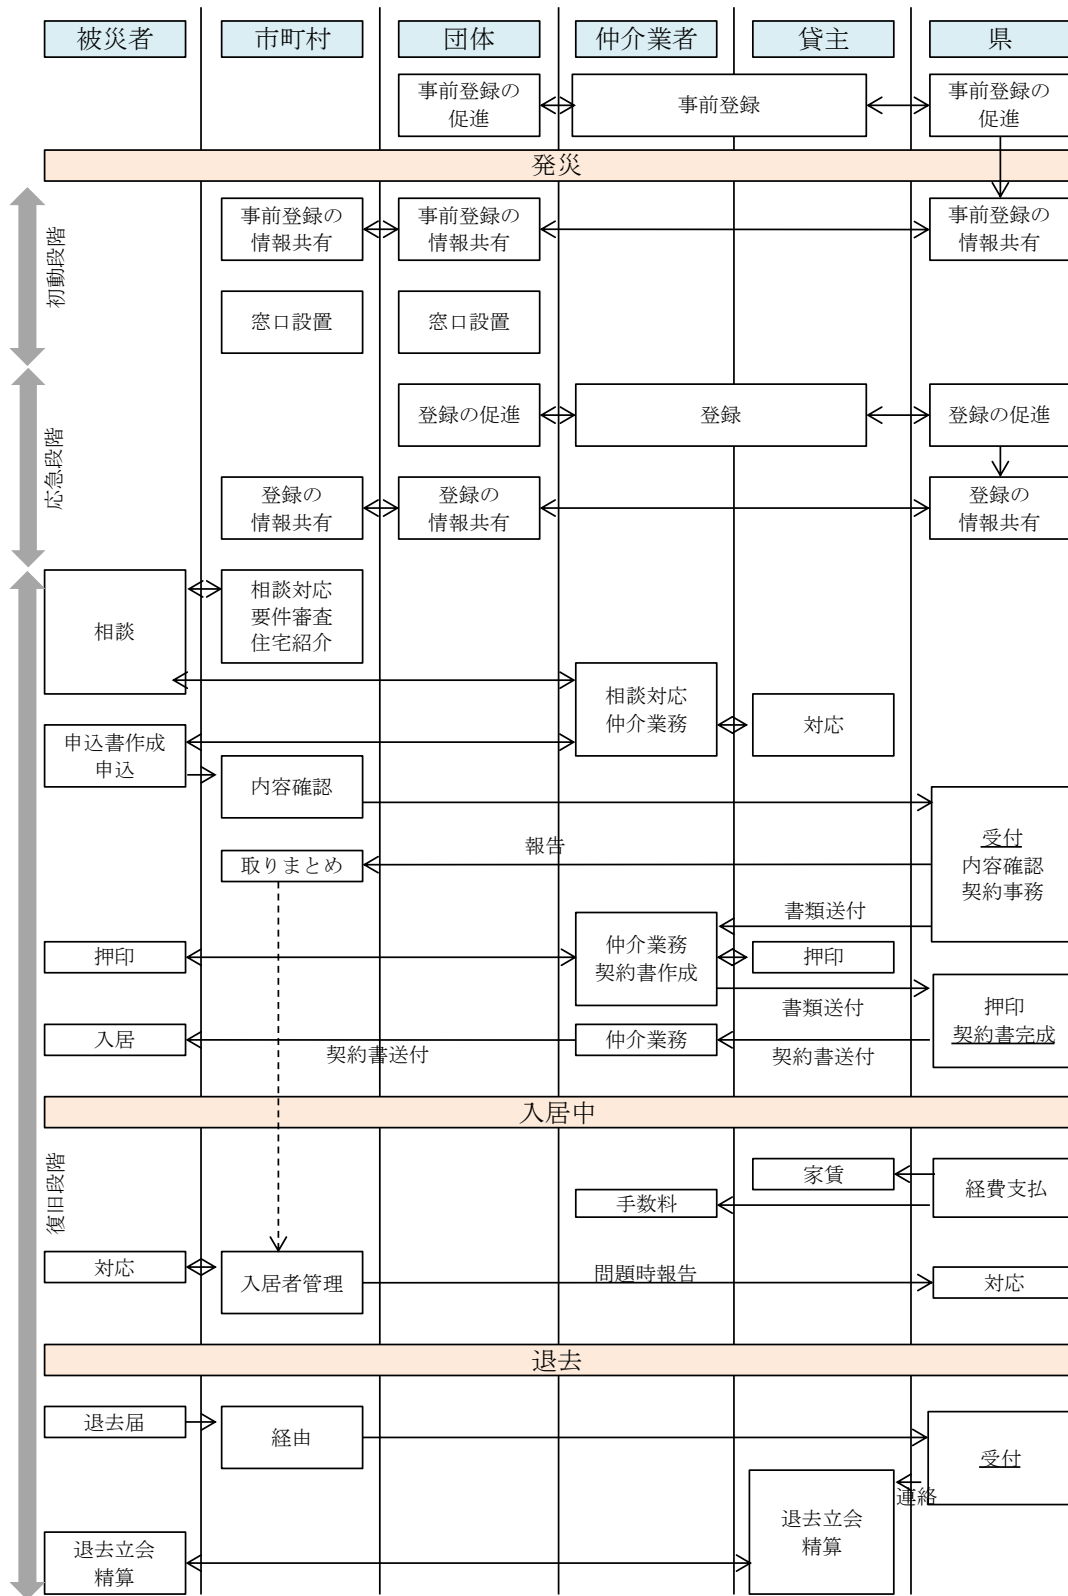 被災者
市町村
団体
仲介業者
貸主
県
事前登録の
促進
事前登録
事前登録の
促進
発災
初動段階
事前登録の
情報共有
事前登録の
情報共有
事前登録の
情報共有
窓口設置
窓口設置
応急段階
登録の促進
登録
登録の促進
登録の
情報共有
登録の
情報共有
登録の
情報共有
復旧段階
相談
相談対応
要件審査
住宅紹介
相談対応
仲介業務
対応
申込書作成
申込
内容確認
受付
内容確認
契約事務
報告
取りまとめ
書類送付
押印
仲介業務
契約書作成
押印
書類送付
押印
契約書完成
入居
契約書送付
仲介業務
契約書送付
入居中
家賃
経費支払
手数料
対応
入居者管理
問題時報告
対応
退去
退去届
経由
受付
連絡
退去立会
精算
退去立会
精算